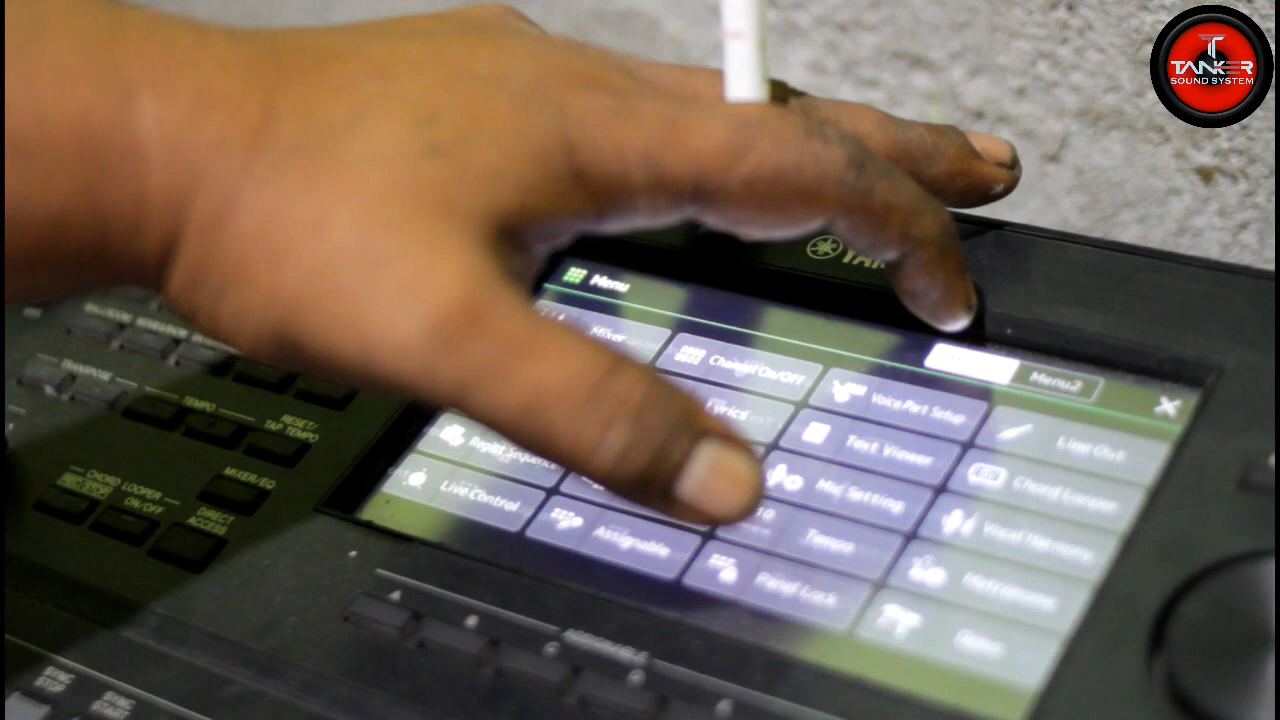 TANKER
SOUND SYSTEM
Menu
Menu2
Mixer
Channel On/Off
Voice Part Setup
Line Out
Lyrics
Text Viewer
Chord Looper
Regist Sequence
Mic Setting
Vocal Harmony
Live Control
Tempo
Metronome
Assignable
Panel Lock
TRANSPOSE
TEMPO
RESET/
TAP TEMPO
CHORD LOOPER
REC/STOP
ON/OFF
MIXER/EQ
DIRECT
ACCESS
A
B
C
D
ASSIGNABLE
SYNC
STOP
SYNC
START